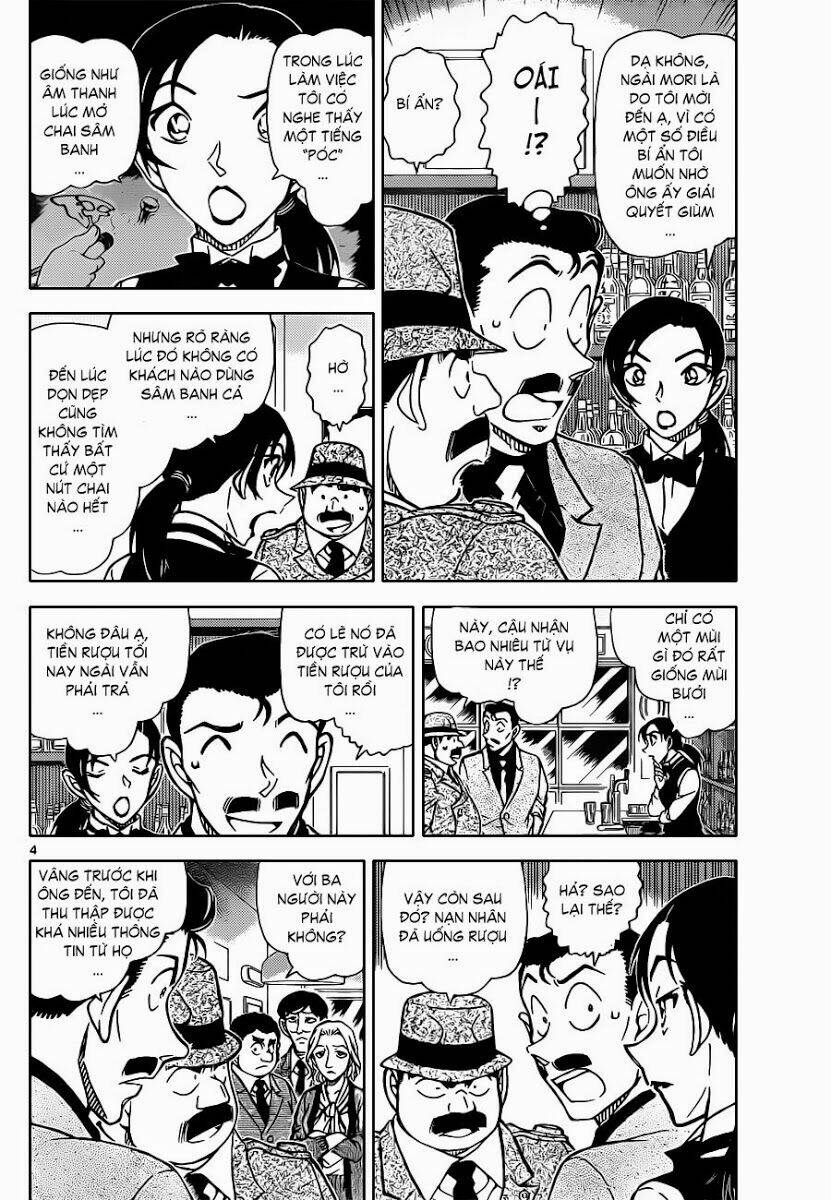 DẠ KHÔNG,
NGÀI MORI LÀ
DO TÔI MỜI
ĐẾN Ạ, VÌ CÓ
MỘT SỐ ĐIỀU
BÍ ẨN TÔI
MUỐN NHỜ
ÔNG ẤY GIẢI
QUYẾT GIÙM
...
OÁI
!?
BÍ ẨN?
TRONG LÚC
LÀM VIỆC
TÔI CÓ
NGHE THẤY
MỘT TIẾNG
"PÓC"
...
GIỐNG NHƯ
ÂM THANH
LÚC MỞ
CHAI SÂM
BANH
...
HỜ
...
NHƯNG RÕ RÀNG
LÚC ĐÓ KHÔNG CÓ
KHÁCH NÀO DÙNG
SÂM BANH CẢ
...
ĐẾN LÚC
DỌN DẸP
CŨNG
KHÔNG TÌM
THẤY BẤT
CỨ MỘT
NÚT CHAI
NÀO HẾT
...
CHỈ CÓ
MỘT MÙI
GÌ ĐÓ RẤT
GIỐNG MÙI
BƯỞI
...
NÀY, CẬU NHẬN
BAO NHIÊU TỪ VỤ
NÀY THẾ
!?
CÓ LẼ NÓ ĐÃ
ĐƯỢC TRỪ VÀO
TIỀN RƯỢU CỦA
TÔI RỒI
KHÔNG ĐÂU Ạ,
TIỀN RƯỢU TỐI
NAY NGÀI VẪN
PHẢI TRẢ
...
4
HẢ? SAO
LẠI THẾ?
VẬY CÒN SAU
ĐÓ? NẠN NHÂN
ĐÃ UỐNG RƯỢU
...
VỚI BA
NGƯỜI NÀY
PHẢI
KHÔNG?
VÂNG TRƯỚC KHI
ÔNG ĐẾN, TÔI ĐÃ
THU THẬP ĐƯỢC
KHÁ NHIỀU THÔNG
TIN TỪ HỌ
...